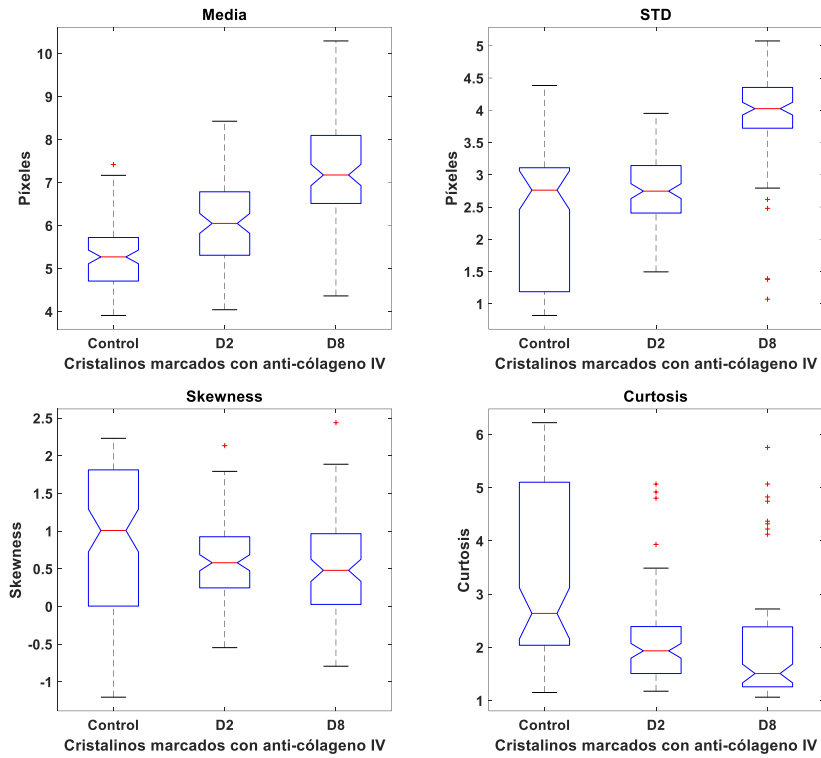 Media
10
9
8
7
6
5
4
Píxeles
Control D2 D8
Cristalinos marcados con anti-cólageno IV
STD
5
4.5
4
3.5
3
2.5
2
1.5
1
Píxeles
Control D2 D8
Cristalinos marcados con anti-cólageno IV
Skewness
2.5
2
1.5
1
0.5
0
-0.5
-1
Skewness
Control D2 D8
Cristalinos marcados con anti-cólageno IV
Curtosis
6
5
4
3
2
1
Curtosis
Control D2 D8
Cristalinos marcados con anti-cólageno IV